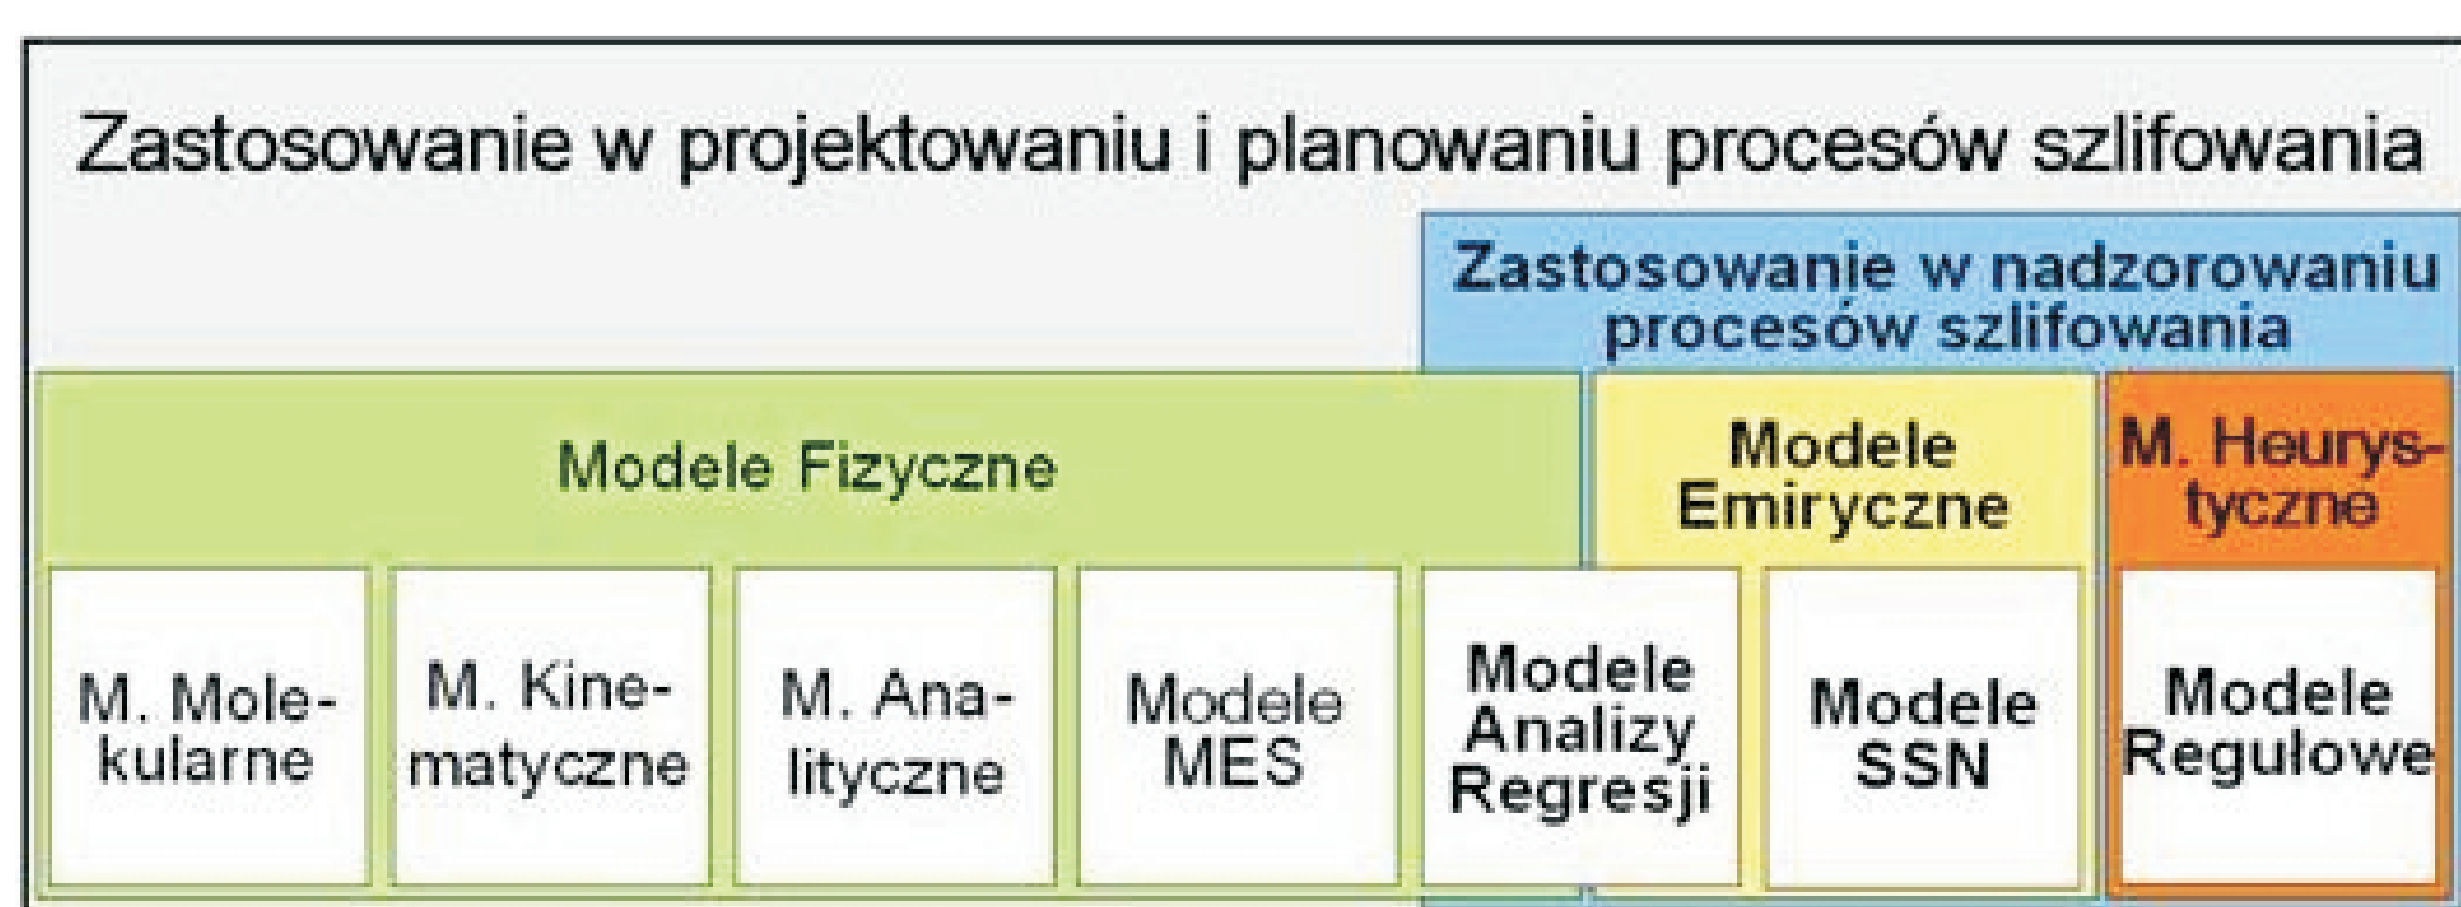 Zastosowanie w projektowaniu i planowaniu procesów szlifowania
Zastosowanie w nadzorowaniu
procesów szlifowania
Modele Fizyczne
Modele
Emiryczne
M. Heurys-
tyczne
M. Mole-
kularne
M. Kine-
matyczne
M. Ana-
lityczne
Modele
MES
Modele
Analizy
Regresji
Modele
SSN
Modele
Regułowe